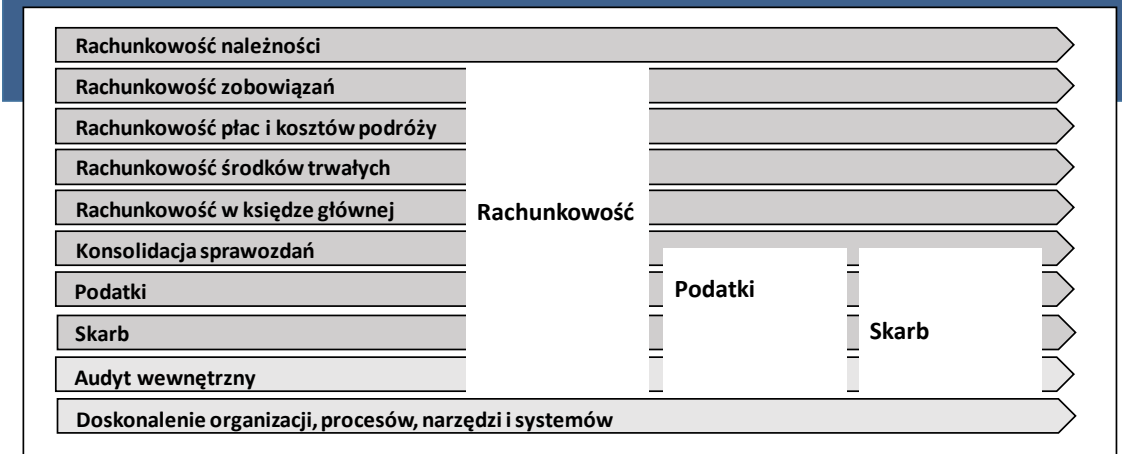 Rachunkowość należności
Rachunkowość zobowiązań
Rachunkowość płac i kosztów podróży
Rachunkowość środków trwałych
Rachunkowość w księdze głównej
Konsolidacja sprawozdań
Podatki
Skarb
Audyt wewnętrzny
Doskonalenie organizacji, procesów, narzędzi i systemów
Rachunkowość
Podatki
Skarb